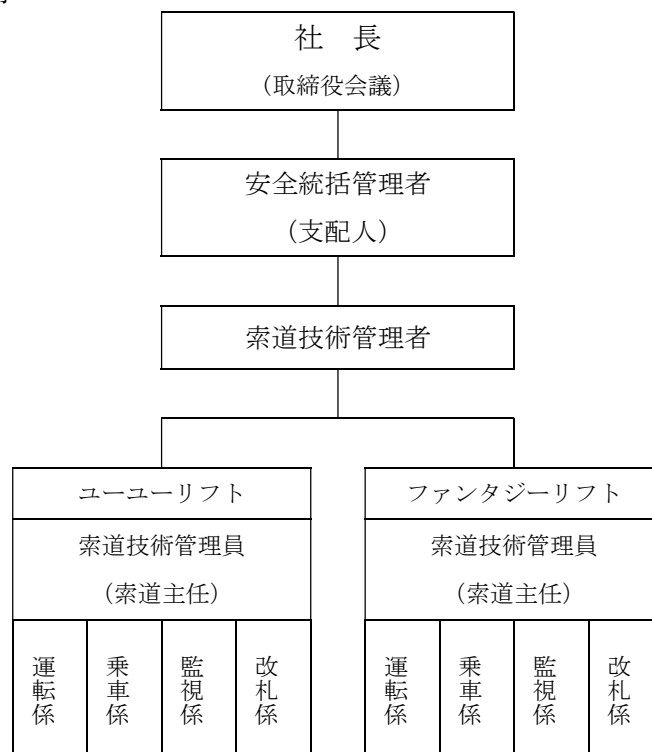 社　長
（取締役会議）
安全統括管理者
（支配人）
索道技術管理者
ユーユーリフト
索道技術管理員
（索道主任）
運転係
乗車係
監視係
改札係
ファンタジーリフト
索道技術管理員
（索道主任）
運転係
乗車係
監視係
改札係